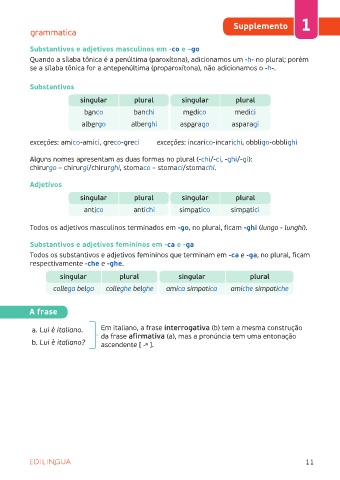 grammatica
Supplemento 1
Substantivos e adjetivos masculinos em -co e -go
Quando a sílaba tônica é a penúltima (paroxítona), adicionamos um -h- no plural; porém
se a sílaba tônica for a antepenúltima (proparoxítona), não adicionamos o -h-.
Substantivos
singular plural singular plural
banco banchi medico medici
albergo alberghi asparago asparagi
exceções: amico-amici, greco-greci exceções: incarico-incarichi, obbligo-obblighi
Alguns nomes apresentam as duas formas no plural (-chi/-ci, -ghi/-gi):
chirurgo – chirurgi/chirurghi, stomaco – stomaci/stomachi.
Adjetivos
singular plural singular plural
antico antichi simpatico simpatici
Todos os adjetivos masculinos terminados em -go, no plural, ficam -ghi (lungo - lunghi).
Substantivos e adjetivos femininos em -ca e -ga
Todos os substantivos e adjetivos femininos que terminam em -ca e -ga, no plural, ficam
respectivamente -che e -ghe.
singular plural singular plural
collega belga colleghe belghe amica simpatica amiche simpatiche
A frase
a. Lui è italiano.
b. Lui è italiano?
Em italiano, a frase interrogativa (b) tem a mesma construção
da frase afirmativa (a), mas a pronúncia tem uma entonação
ascendente [ ↗ ].
EDILINGUA
11